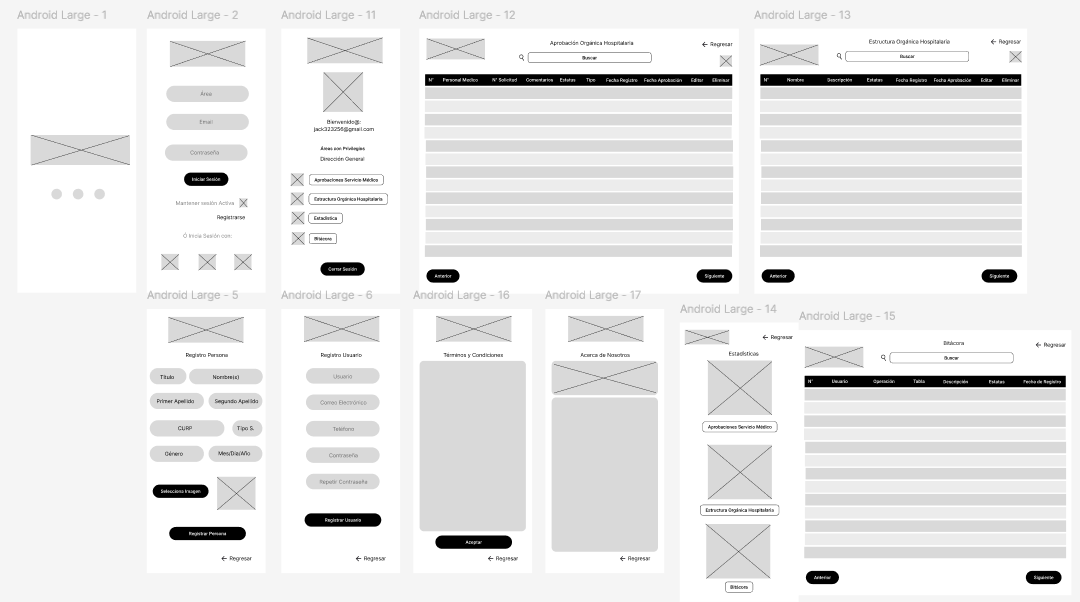 Android Large - 1
Android Large - 2
Área
Email
Contraseña
Iniciar Sesión
Mantener sesión Activa
Registrarse
Ó Inicia Sesión con:
Android Large - 11
Bienvenido@:
jack323256@gmail.com
Áreas con Privilegios
Dirección General
Aprobaciones Servicio Médico
Estructura Orgánica Hospitalaria
Estadística
Bitácora
Cerrar Sesión
Android Large - 12
Aprobación Orgánica Hospitalaria
← Regresar
Buscar
N° Personal Medico N° Solicitud Comentarios Estatus Tipo Fecha Registro Fecha Aprobación Editar Eliminar
Anterior
Siguiente
Android Large - 13
Estructura Orgánica Hospitalaria
← Regresar
Buscar
N° Nombre Descripción Estatus Fecha Registro Fecha Aprobación Editar Eliminar
Anterior
Siguiente
Android Large - 5
Registro Persona
Título Nombre(s)
Primer Apellido Segundo Apellido
CURP Tipo S.
Género Mes/Dia/Año
Selecciona Imagen
Registrar Persona
← Regresar
Android Large - 6
Registro Usuario
Usuario
Correo Electrónico
Teléfono
Contraseña
Repetir Contraseña
Registrar Usuario
← Regresar
Android Large - 16
Términos y Condiciones
Aceptar
← Regresar
Android Large - 17
Acerca de Nosotros
← Regresar
Android Large - 14
← Regresar
Estadísticas
Aprobaciones Servicio Médico
Estructura Orgánica Hospitalaria
Bitácora
Android Large - 15
Bitácora
← Regresar
Buscar
N° Usuario Operación Tabla Descripción Estatus Fecha de Registro
Anterior
Siguiente